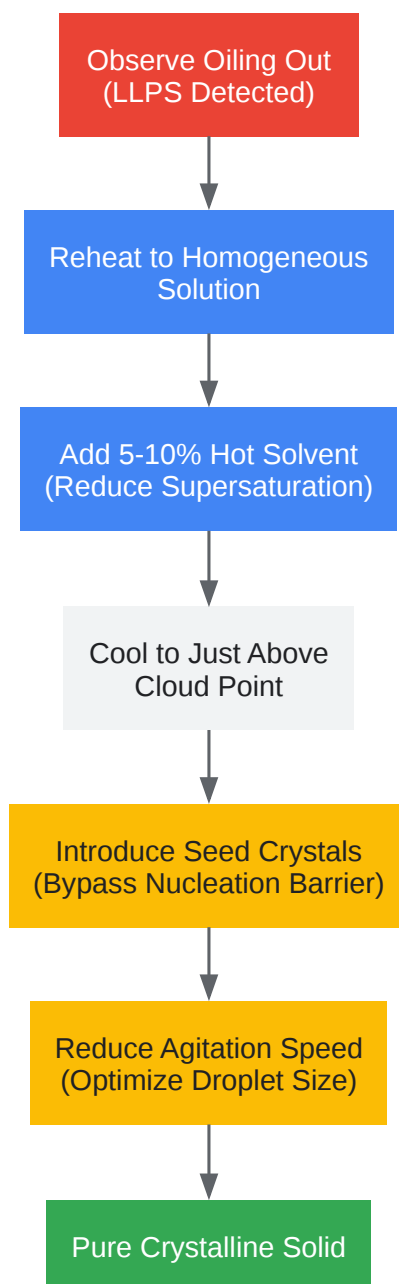 Observe Oiling Out
(LLPS Detected)
Reheat to Homogeneous
Solution
Add 5-10% Hot Solvent
(Reduce Supersaturation)
Cool to Just Above
Cloud Point
Introduce Seed Crystals
(Bypass Nucleation Barrier)
Reduce Agitation Speed
(Optimize Droplet Size)
Pure Crystalline Solid